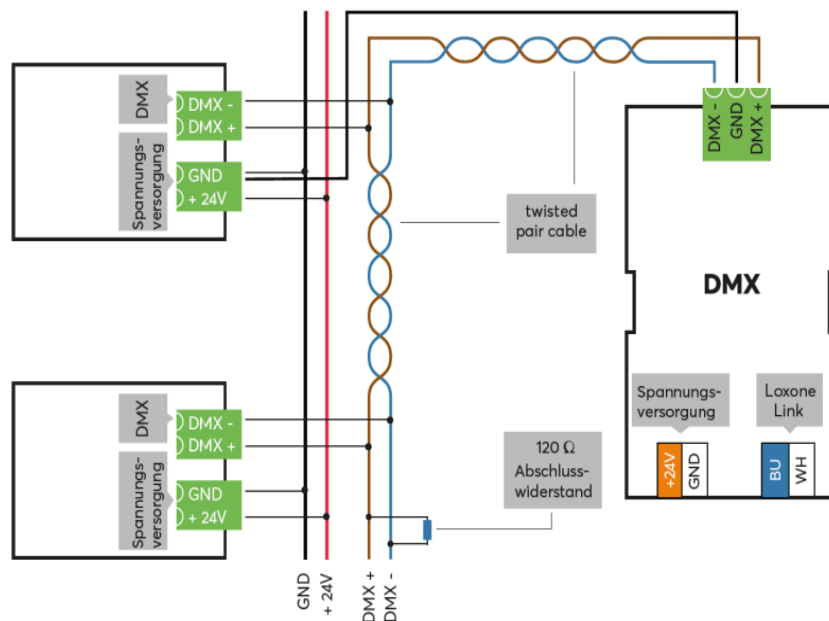 DMX
DMX -
DMX +
Spannungs-
versorgung
GND
+ 24V
twisted
pair cable
DMX -
GND
DMX +
DMX
Spannungs-
versorgung
Loxone
Link
+24V
GND
BU
WH
DMX
DMX -
DMX +
Spannungs-
versorgung
GND
+ 24V
120 Ω
Abschluss-
widerstand
GND
+ 24V
DMX +
DMX -